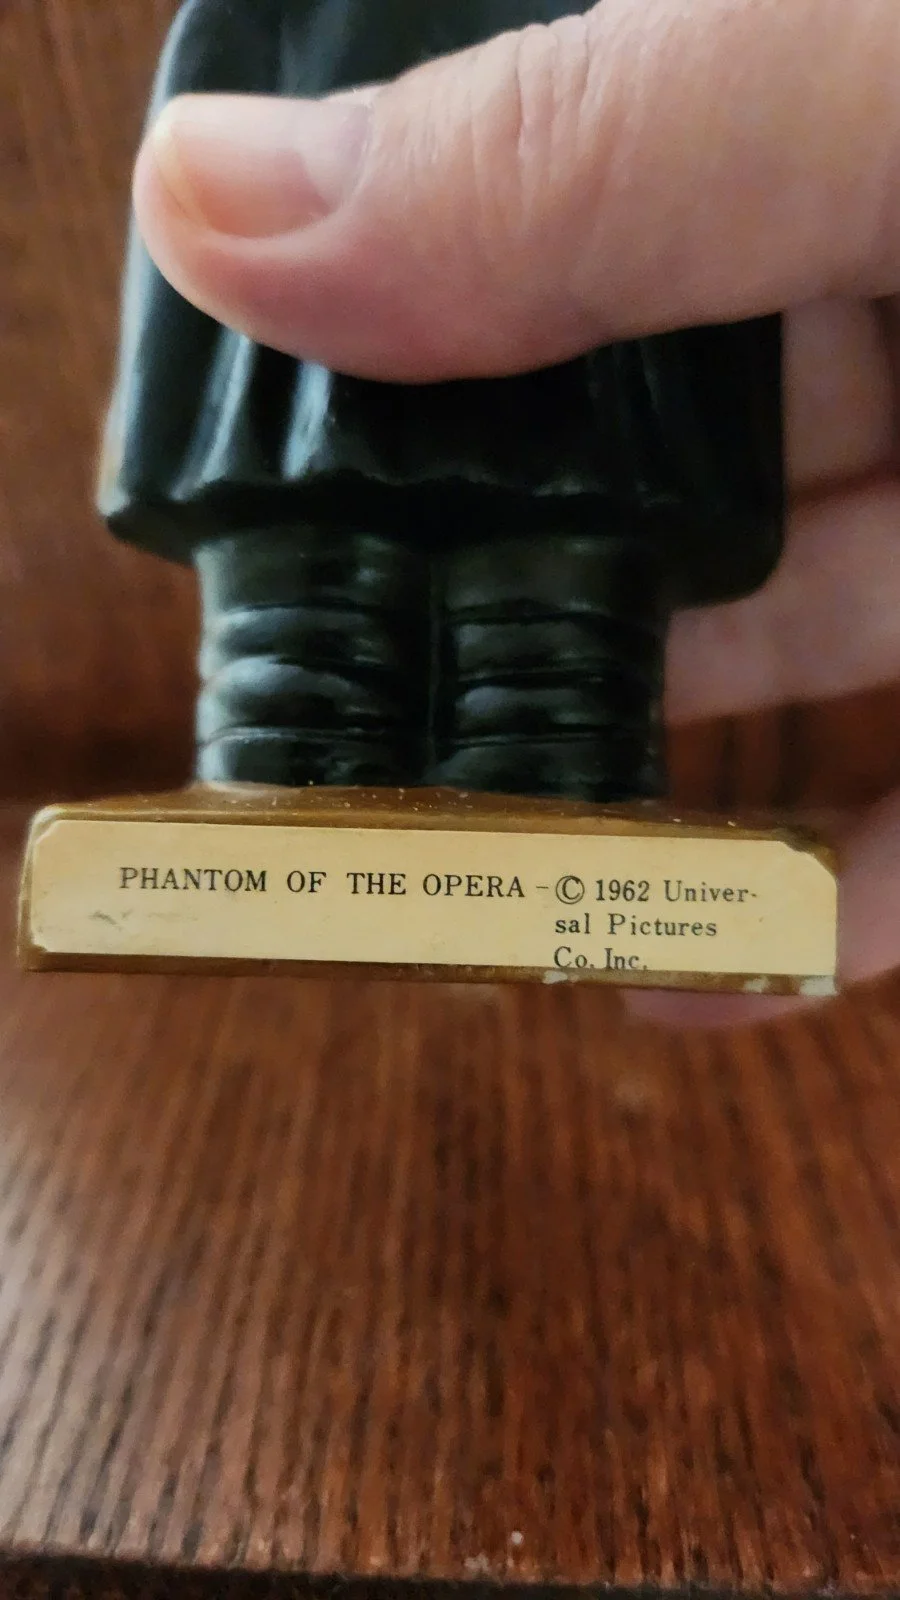 PHANTOM OF THE OPERA - © 1962 Univer-
sal Pictures
Co. Inc.